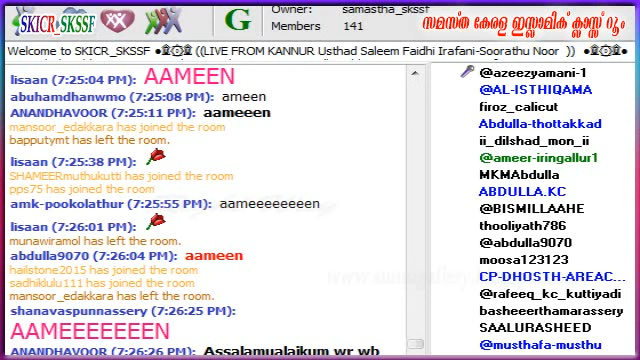 SKICR_SKSSF
G
Owner: samastha_skssf
Members 141
സമസ്ത കേരള ഇസ്ലാമിക് ക്ലാസ്സ് റൂം
Welcome to SKICR_SKSSF ●۩۞۩ ((LIVE FROM KANNUR Usthad Saleem Faidhi Irafani-Soorathu Noor )) ●۩۞۩●
lisaan (7:25:04 PM): AAMEEN
abuhamdhanwmo (7:25:08 PM): ameen
ANANDHAVOOR (7:25:11 PM): aameeen
mansoor_edakkara has joined the room
bapputymt has left the room.
lisaan (7:25:38 PM):
SHAMEERmuthukutti has joined the room
pps75 has joined the room
amk-pookolathur (7:25:55 PM): aameeeeeeeeen
lisaan (7:26:01 PM):
munawiramol has left the room.
abdulla9070 (7:26:04 PM): aameen
hailstone2015 has joined the room
sadhiklulu111 has joined the room
mansoor_edakkara has left the room.
shanavaspunnassery (7:26:25 PM):
AAMEEEEEEEN
ANANDHAVOOR (7:26:26 PM): Assalamualaikum wr wb
@azeezyamani-1
@AL-ISTHIQAMA
firoz_calicut
Abdulla-thottakkad
ii_dilshad_mon_ii
@ameer-iringallur1
MKMAbdulla
ABDULLA.KC
@BISMILLAAHE
thooliyath786
@abdulla9070
moosa123123
CP-DHOSTH-AREAC...
@rafeeq_kc_kuttiyadi
basheeerthamarassery
SAALURASHEED
@musthafa-musthu